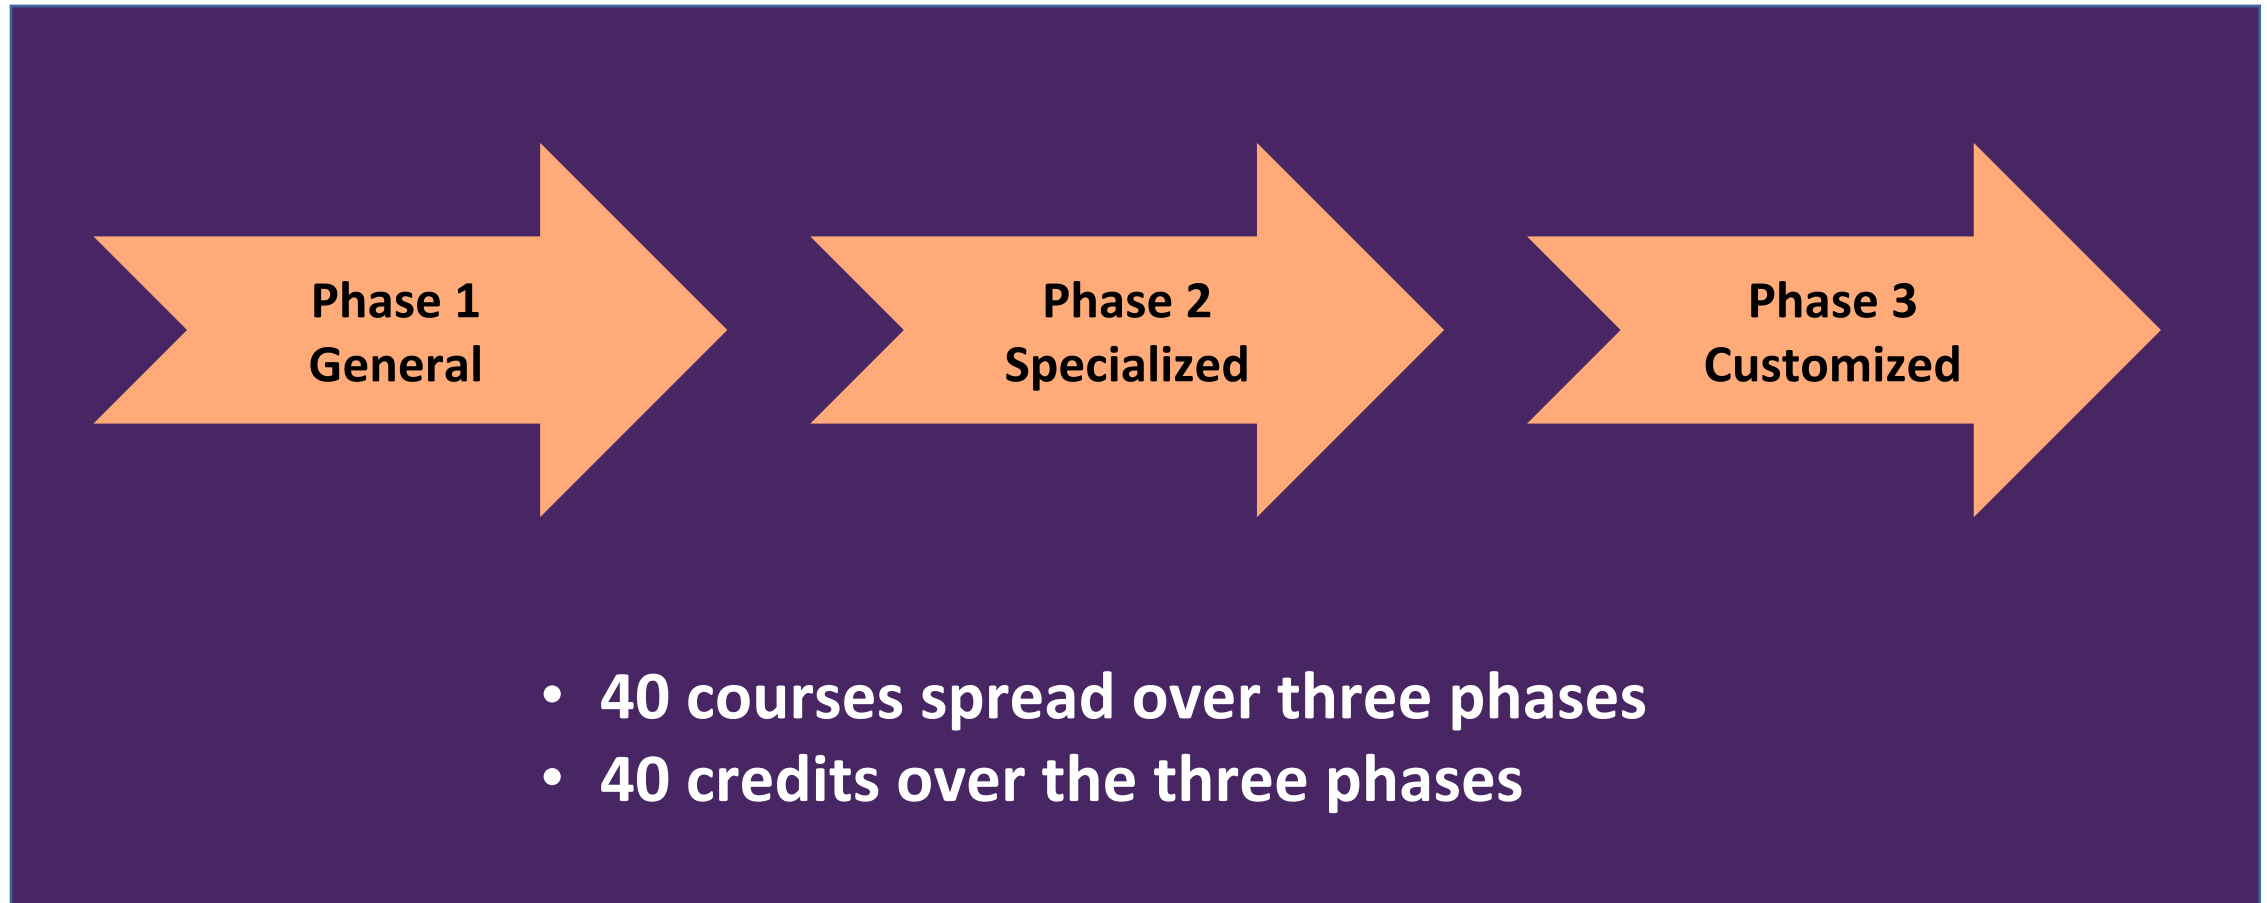 Phase 1
General
Phase 2
Specialized
Phase 3
Customized
• 40 courses spread over three phases
• 40 credits over the three phases